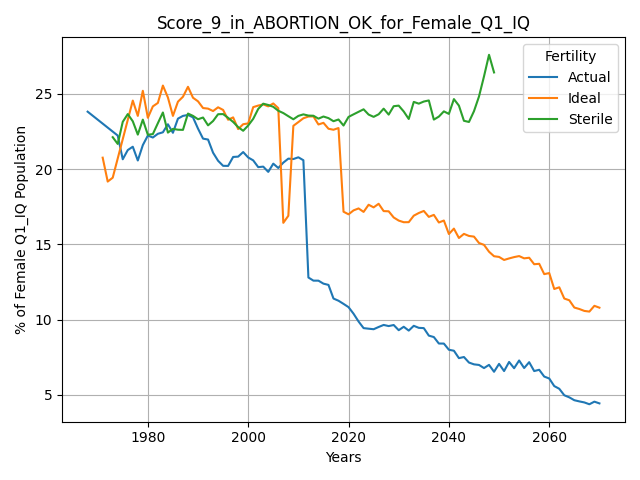 Score_9_in_ABORTION_OK_for_Female_Q1_IQ
Fertility
Actual
Ideal
Sterile
% of Female Q1_IQ Population
25
20
15
10
5
1980
2000
2020
2040
2060
Years